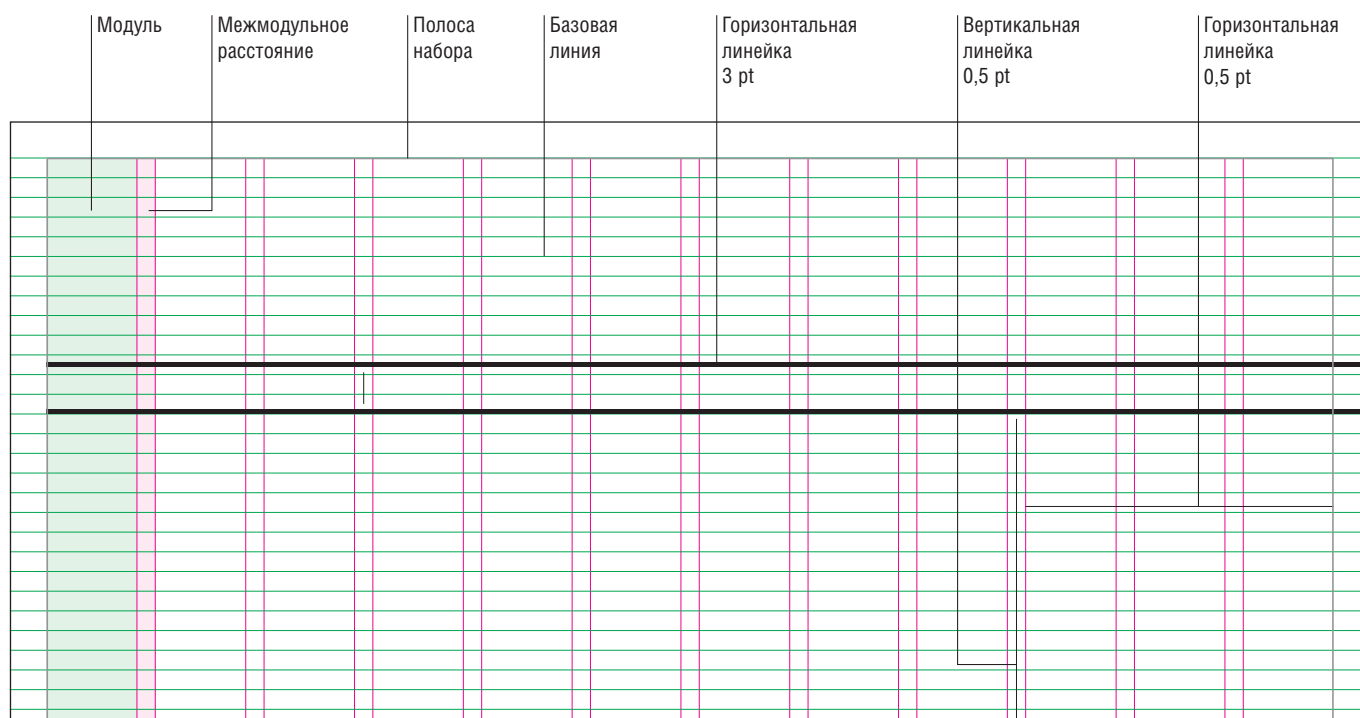 Модуль
Межмодульное
расстояние
Полоса
набора
Базовая
линия
Горизонтальная
линейка
3 pt
Вертикальная
линейка
0,5 pt
Горизонтальная
линейка
0,5 pt